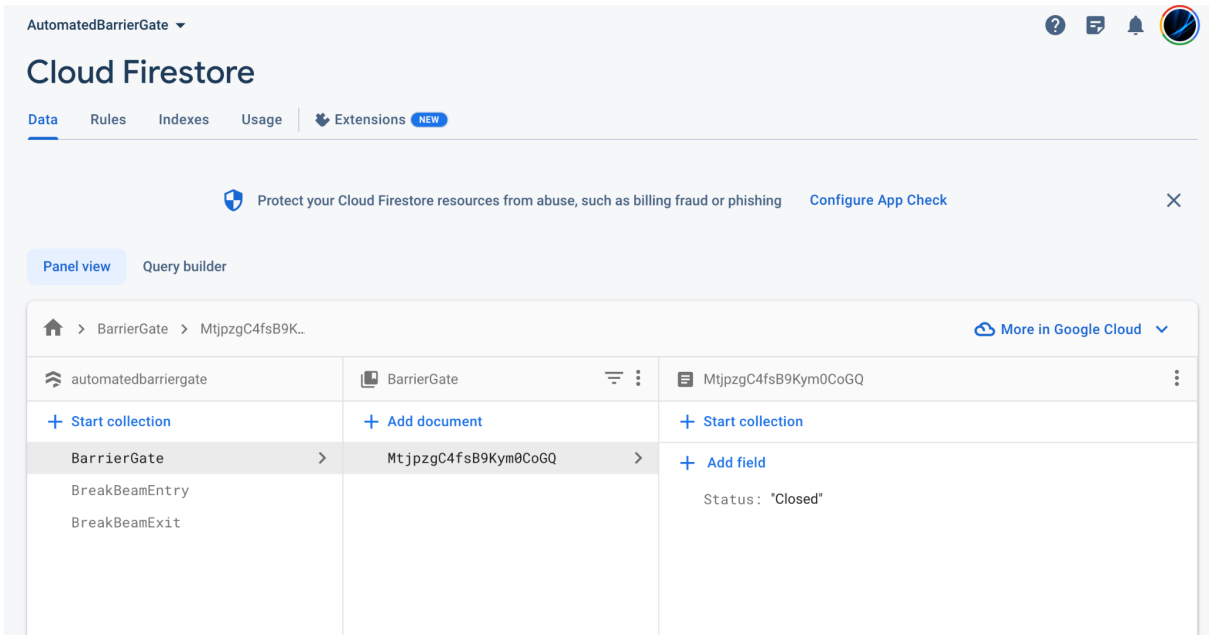 AutomatedBarrierGate
Cloud Firestore
Data Rules Indexes Usage Extensions NEW
Protect your Cloud Firestore resources from abuse, such as billing fraud or phishing Configure App Check
Panel view Query builder
BarrierGate MtjpzgC4fsB9K... More in Google Cloud
automatedbarriergate BarrierGate MtjpzgC4fsB9Kym0CoGQ
+ Start collection + Add document + Start collection
BarrierGate MtjpzgC4fsB9Kym0CoGQ + Add field
BreakBeamEntry Status: "Closed"
BreakBeamExit